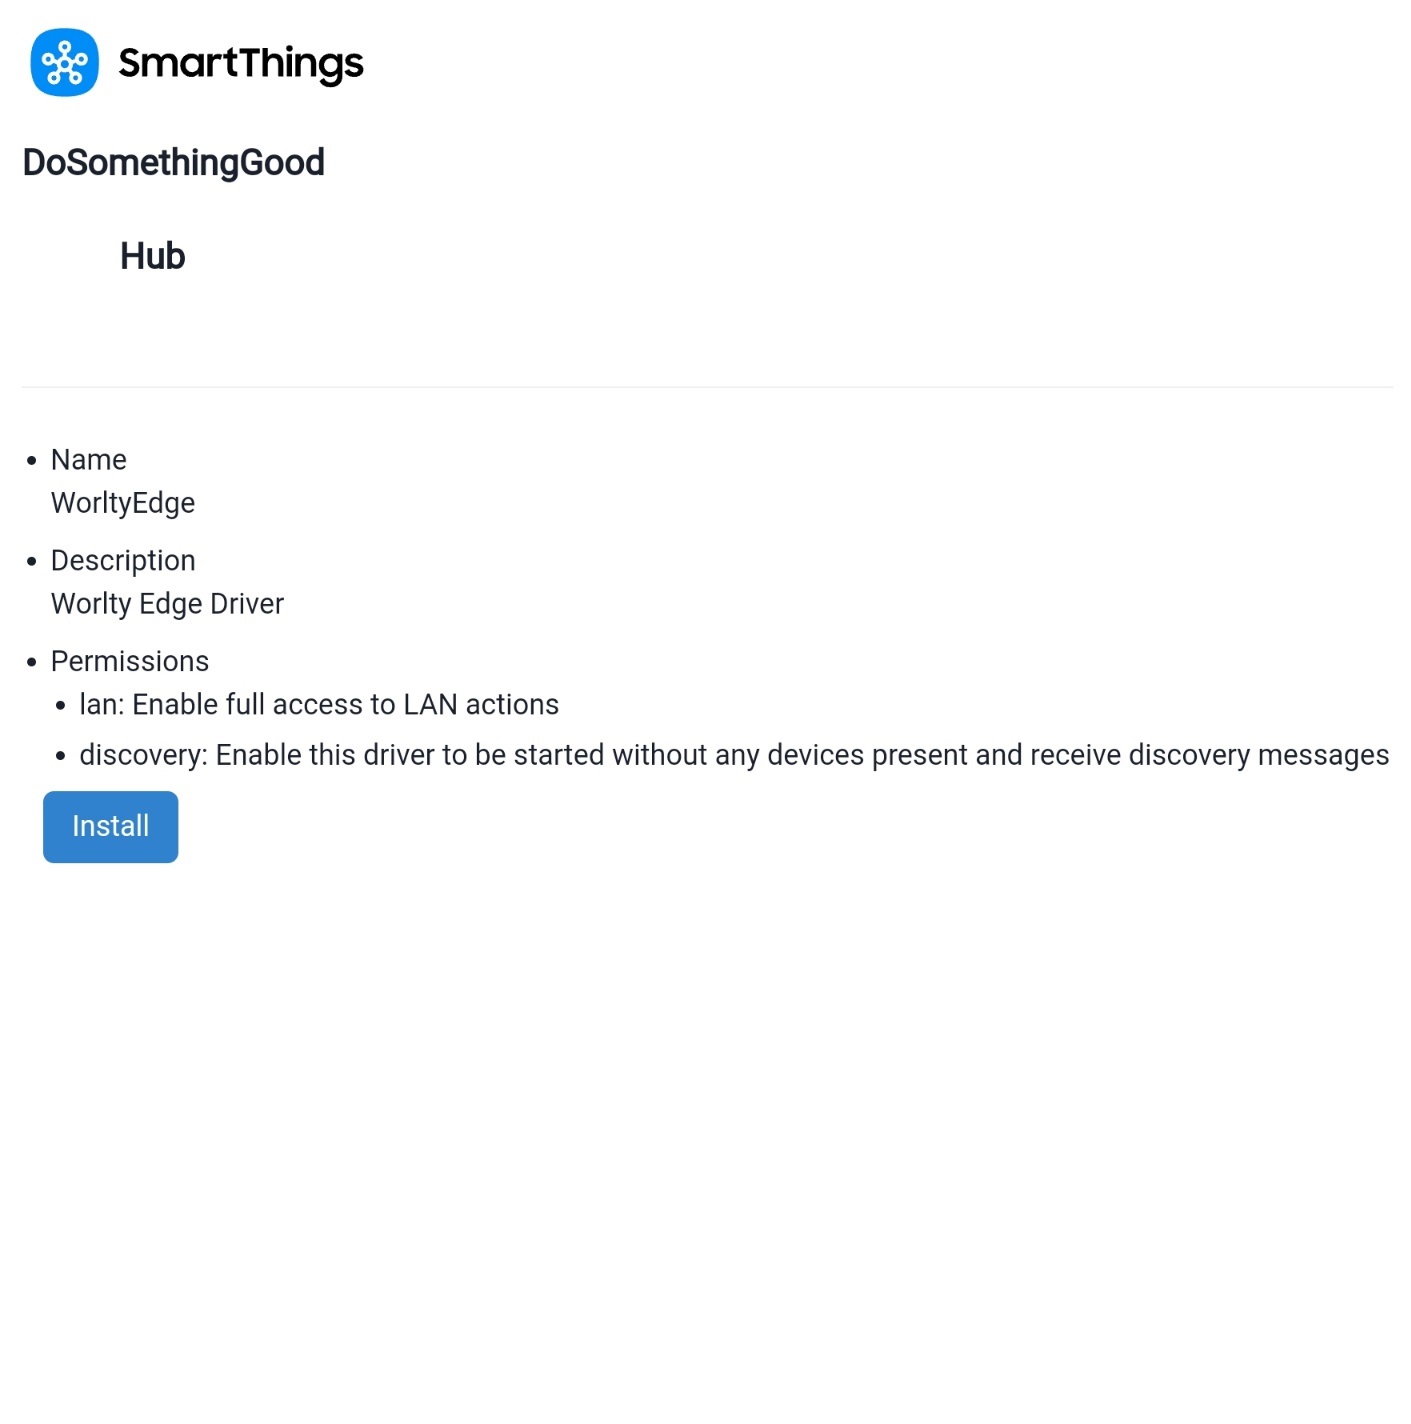 SmartThings
DoSomethingGood
Hub
Name
WorltyEdge
Description
Worlty Edge Driver
Permissions
lan: Enable full access to LAN actions
discovery: Enable this driver to be started without any devices present and receive discovery messages
Install